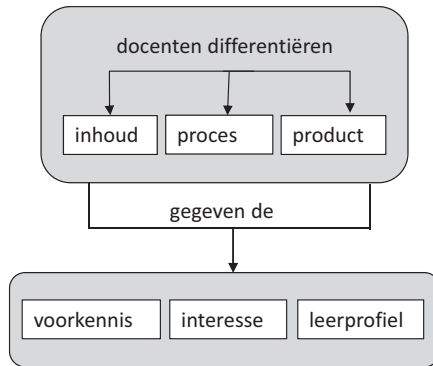 docenten differentiëren
inhoud proces product
gegeven de
voorkennis interesse leerprofiel